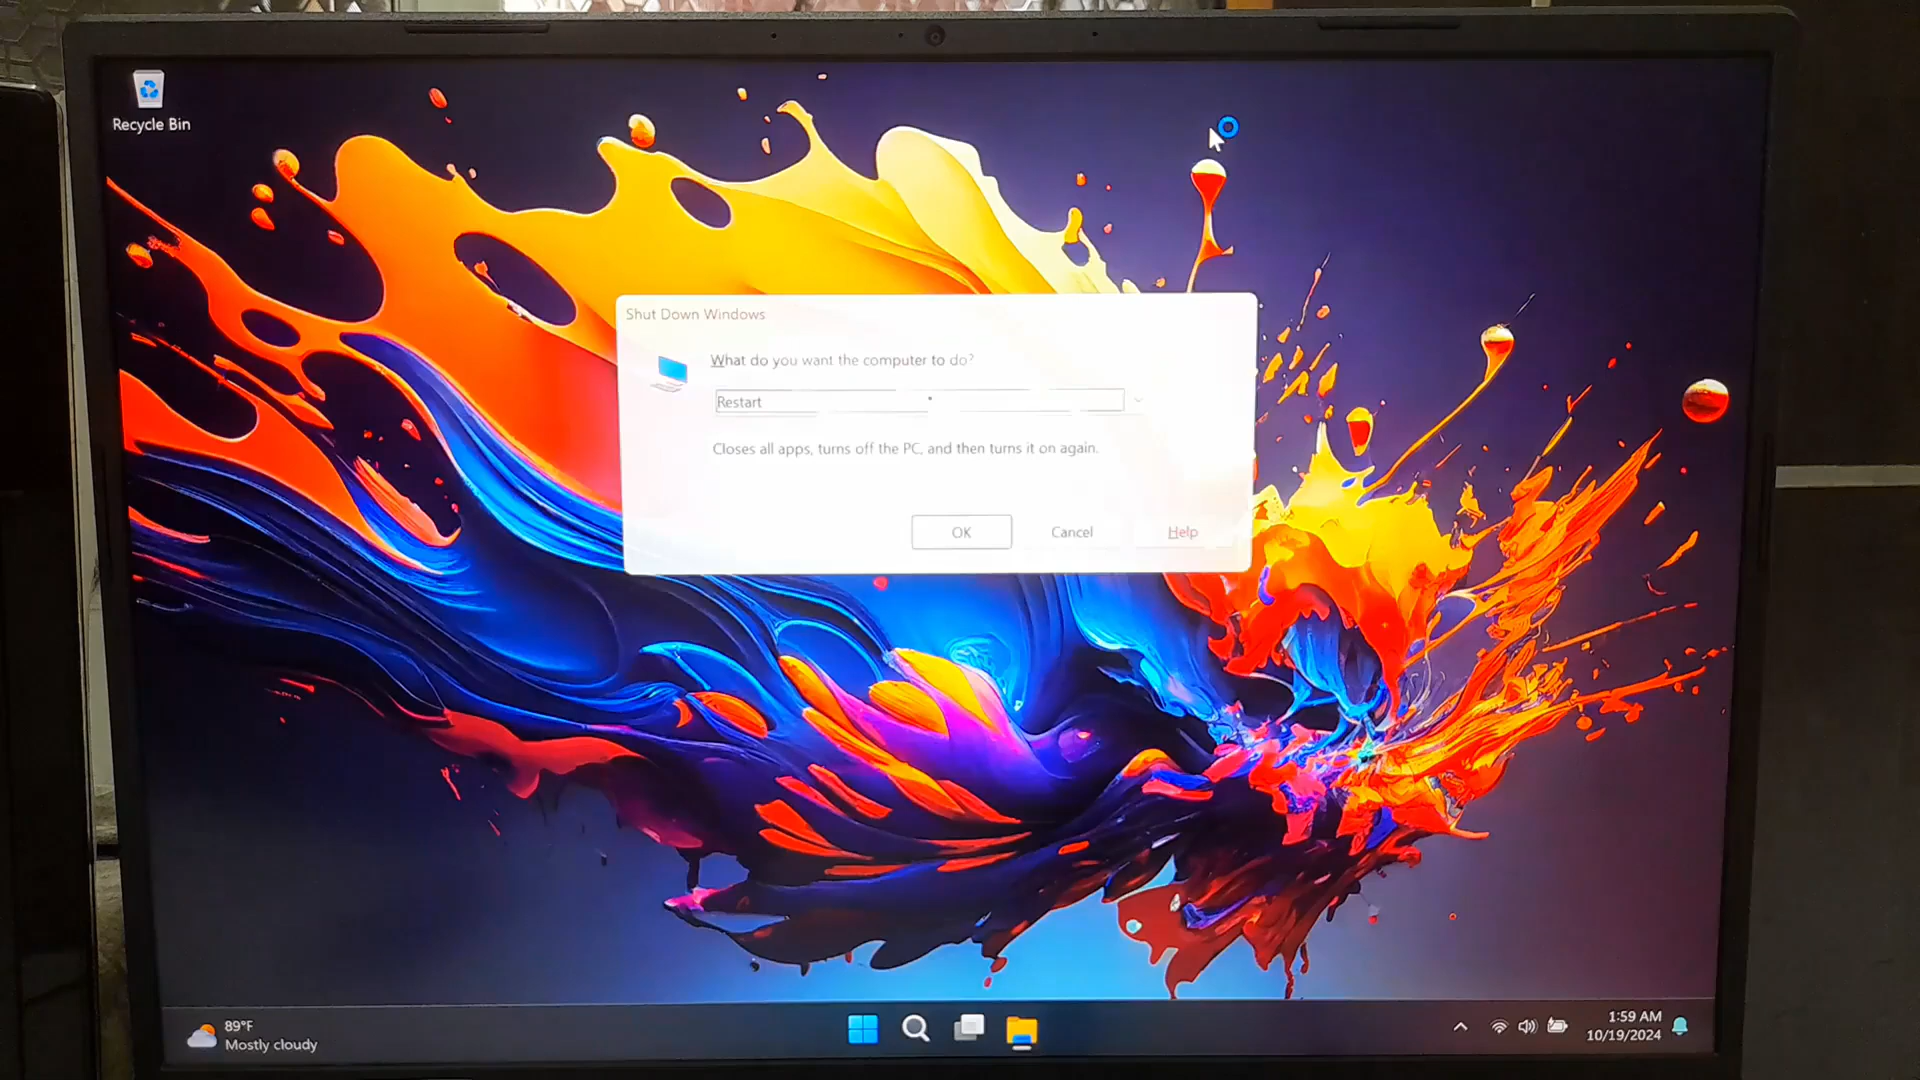 Recycle Bin
Shut Down Windows
What do you want the computer to do?
Restart
Closes all apps, turns off the PC, and then turns it on again.
OK
Cancel
Help
89°F
Mostly cloudy
1:59 AM
10/19/2024